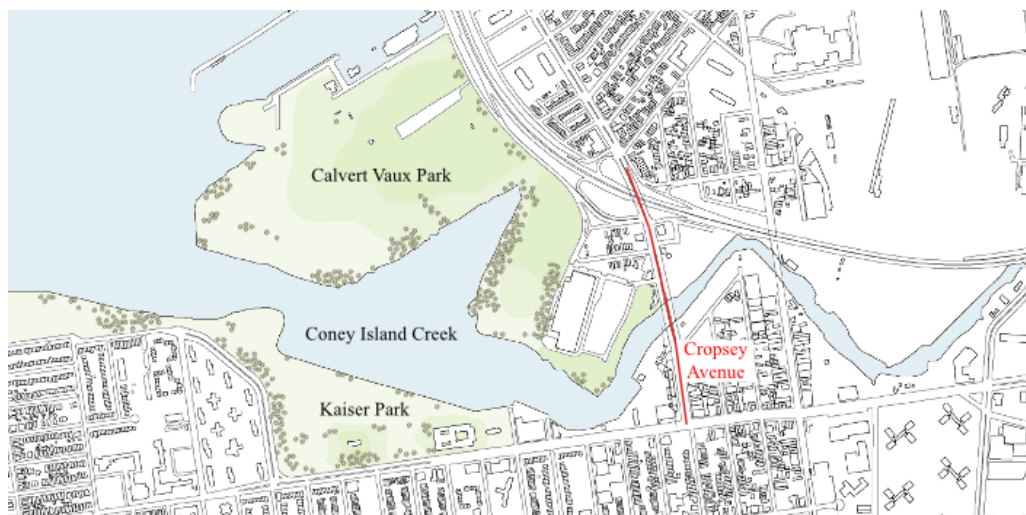 Calvert Vaux Park
Coney Island Creek
Cropsey
Avenue
Kaiser Park